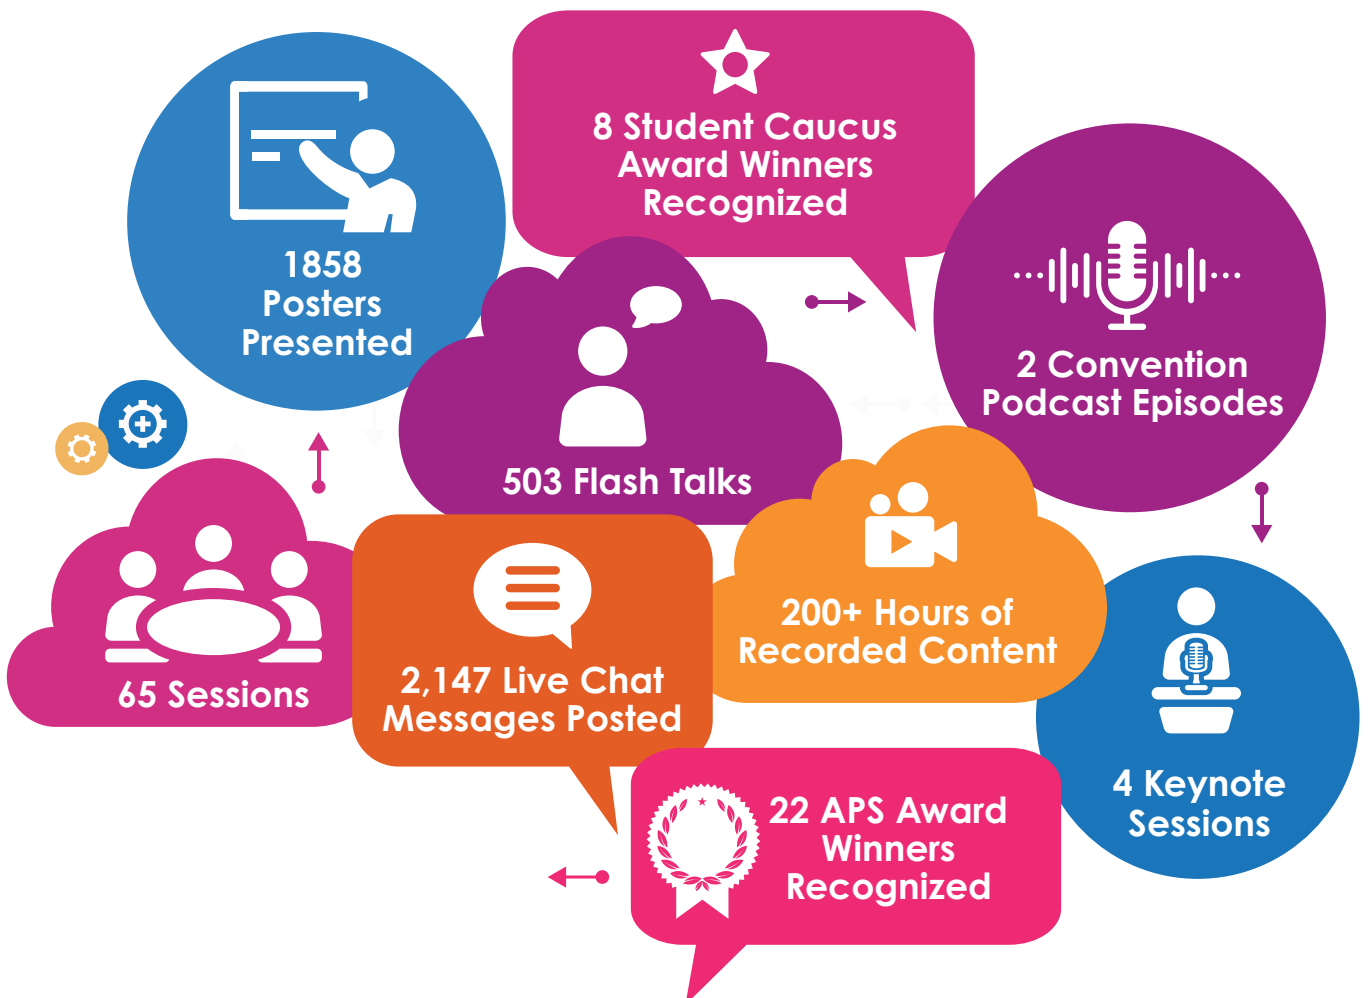 8 Student Caucus
Award Winners
Recognized
1858
Posters
Presented
2 Convention
Podcast Episodes
503 Flash Talks
200+ Hours of
Recorded Content
65 Sessions
2,147 Live Chat
Messages Posted
4 Keynote
Sessions
22 APS Award
Winners
Recognized